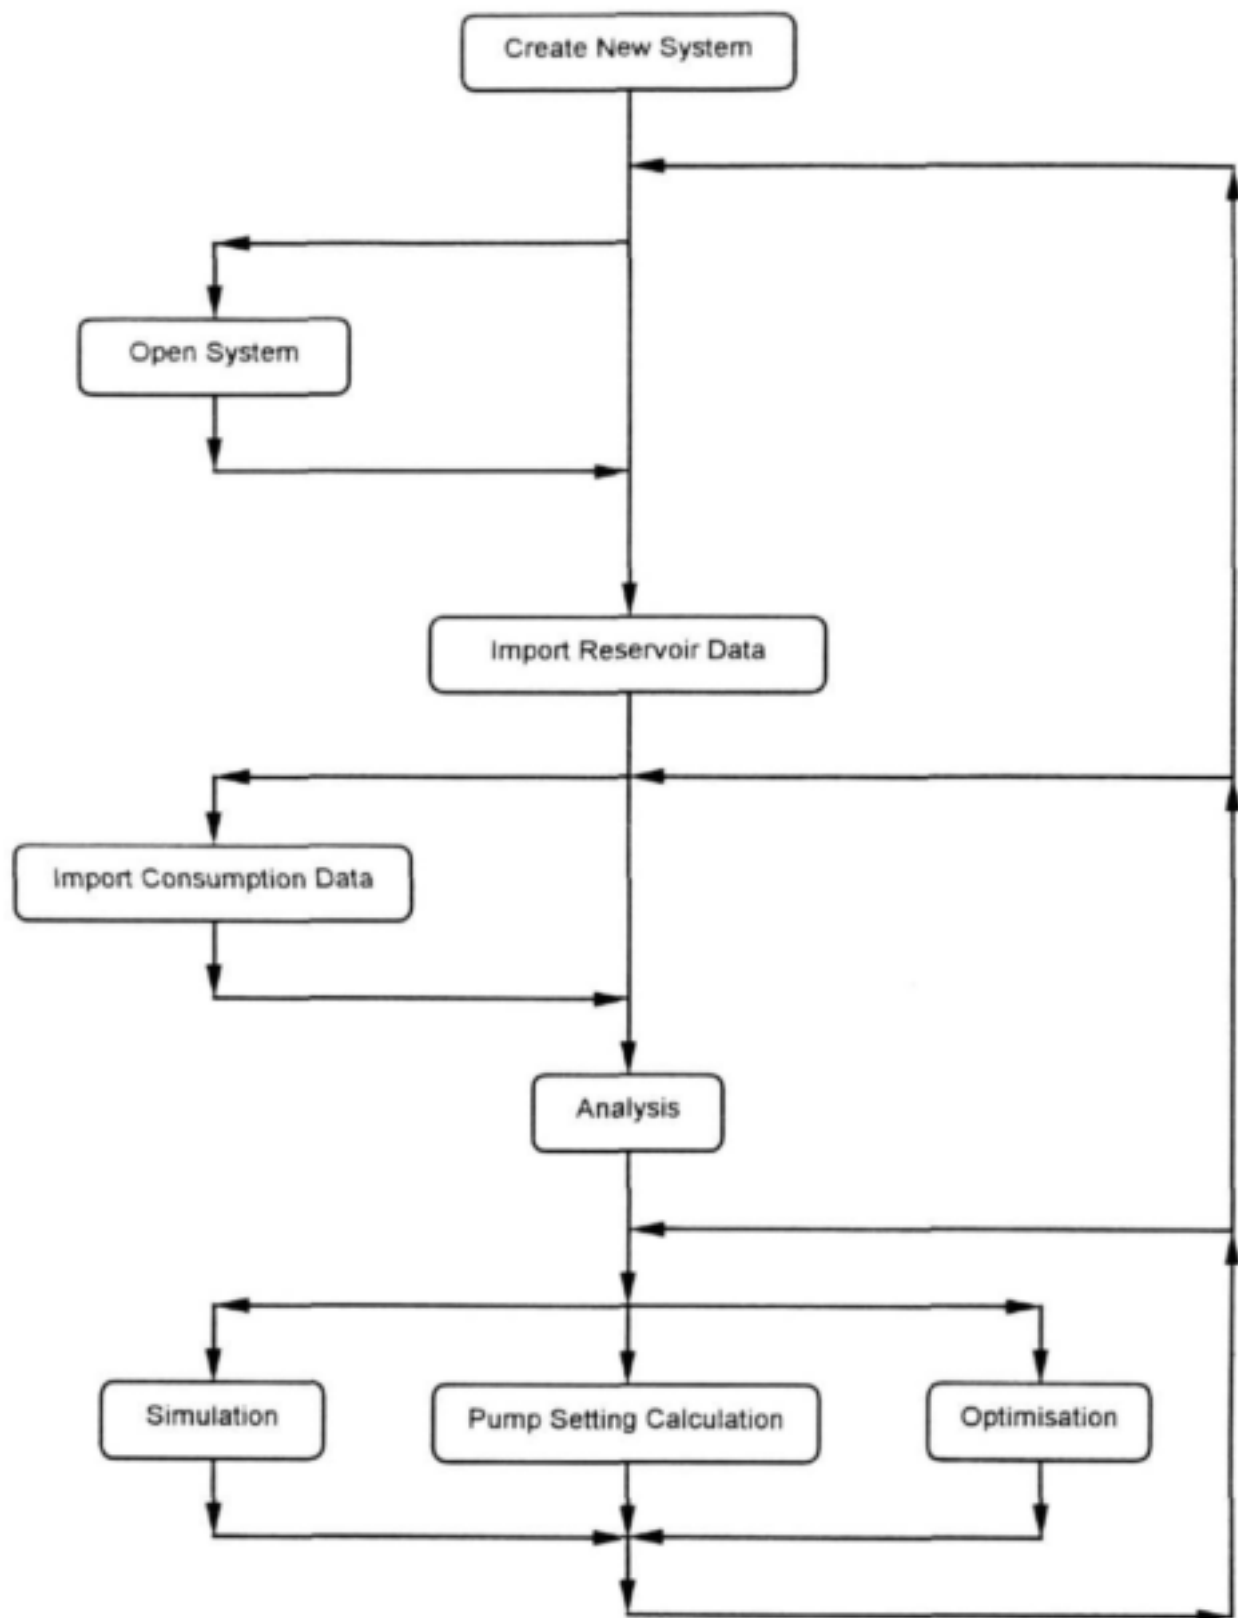 Create New System
Open System
Import Reservoir Data
Import Consumption Data
Analysis
Simulation
Pump Setting Calculation
Optimisation